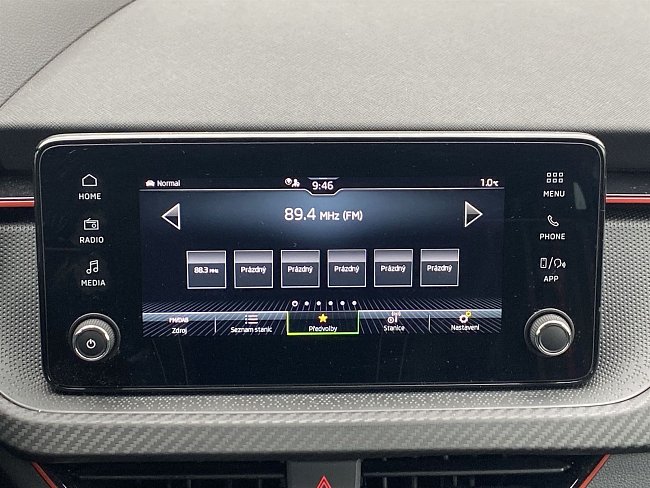 HOME
RADIO
MEDIA
Normal
9:46
1.0°C
89.4 MHz (FM)
88.3 MHz
Prázdný
Prázdný
Prázdný
Prázdný
Prázdný
FM/DAB
Zdroj
Seznam stanic
Předvolby
Stanice
Nastavení
MENU
PHONE
APP